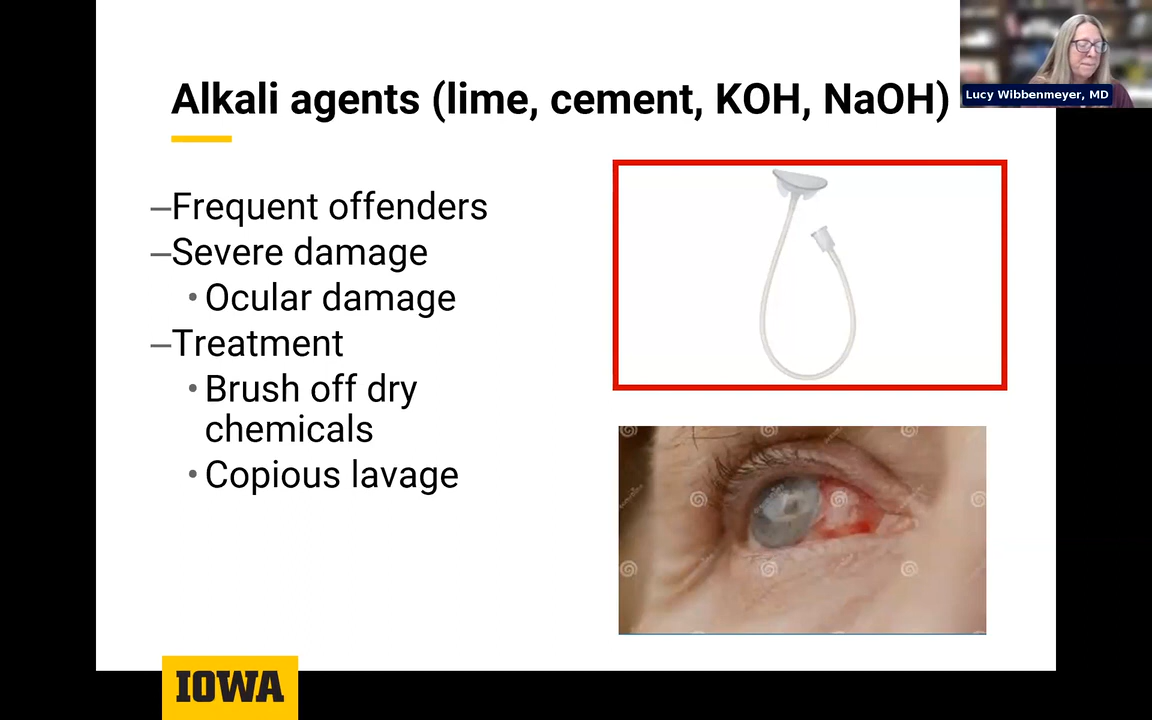 Alkali agents (lime, cement, KOH, NaOH)
Lucy Wibbenmeyer, MD
–Frequent offenders
–Severe damage
•Ocular damage
–Treatment
•Brush off dry
chemicals
•Copious lavage
IOWA